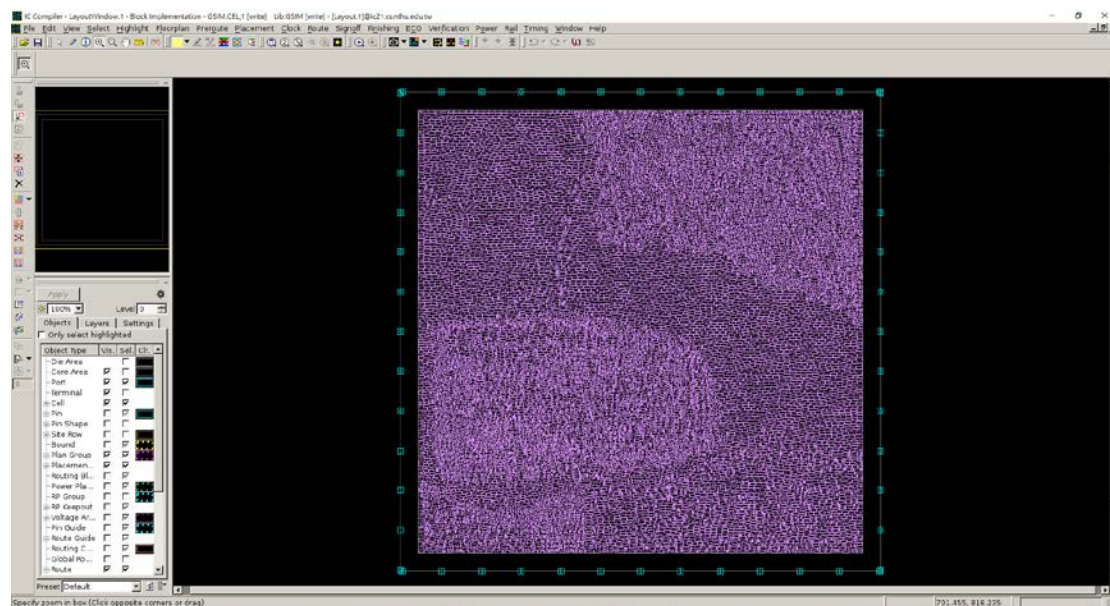 IC Compiler - LayoutWindow.1 - Block Implementation - GSIM.CEL;1 [write] Lib:GSIM [write] - [Layout.1]@ic21.cs.nthu.edu.tw
File Edit View Select Highlight Floorplan Preroute Placement Clock Route Signoff Finishing ECO Verification Power Rail Timing Window Help
Apply
100% Level 0
Objects Layers Settings
Only select highlighted
Object Type Vis. Sel. Clr.
Die Area
Core Area
Port
Terminal
Cell
Pin
Pin Shape
Site Row
Bound
Plan Group
Placemen...
Routing Bl...
Power Pla...
RP Group
RP Keepout
Voltage Ar...
Pin Guide
Route Guide
Routing C...
Global Ro...
Route
Preset Default
Specify zoom in box (Click opposite corners or drag)